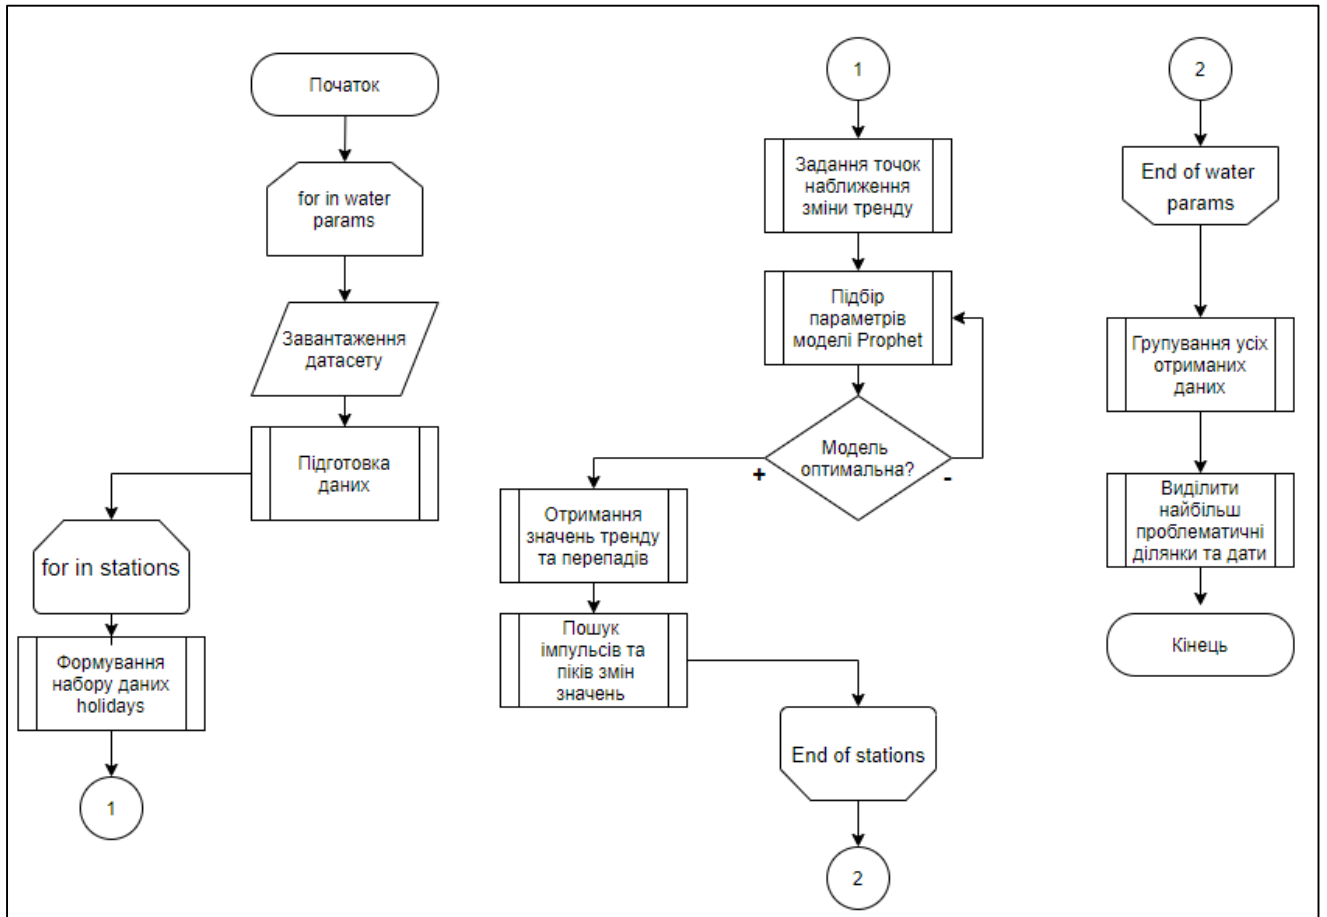 Початок
for in water
params
Завантаження
датасету
Підготовка
даних
for in stations
Формування
набору даних
holidays
1
1
Задання точок
наближення
зміни тренду
Підбір
параметрів
моделі Prophet
Модель
оптимальна?
+
-
Отримання
значень тренду
та перепадів
Пошук
імпульсів та
піків змін
значень
End of stations
2
2
End of water
params
Групування усіх
отриманих
даних
Виділити
найбільш
проблематичні
ділянки та дати
Кінець